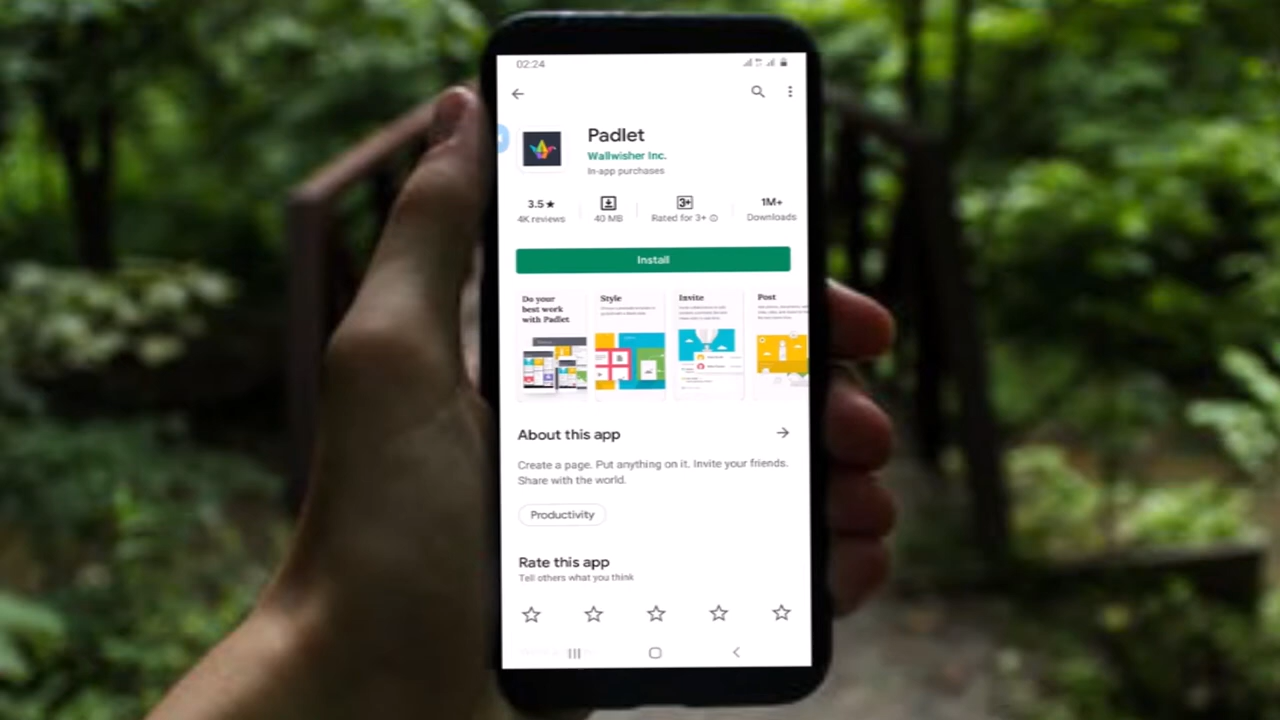 02:24
Padlet
Wallwisher Inc.
In-app purchases
3.5★
4K reviews
40 MB
3+
Rated for 3+
1M+
Downloads
Install
Do your
best work
with Padlet
Style
Invite
Post
About this app
Create a page. Put anything on it. Invite your friends.
Share with the world.
Productivity
Rate this app
Tell others what you think